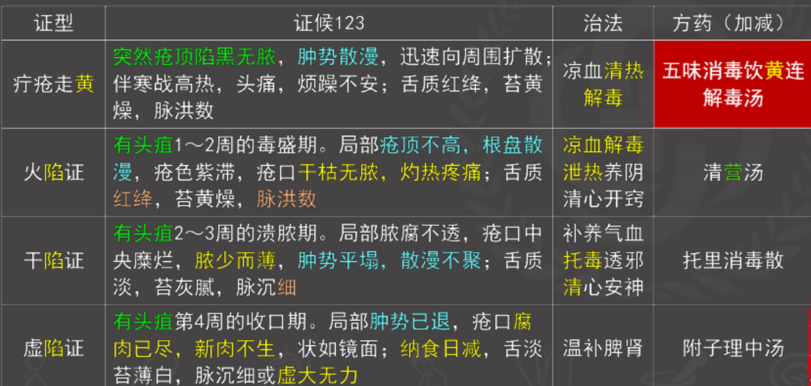 证型 证候123 治法 方药（加减）
疔疮走黄
突然疮顶陷黑无脓，肿势散漫，迅速向周围扩散；
伴寒战高热，头痛，烦躁不安；舌质红绛，苔黄
燥，脉洪数
凉血清热
解毒
五味消毒饮黄连
解毒汤
火陷证
有头疽1～2周的毒盛期。局部疮顶不高，根盘散
漫，疮色紫滞，疮口干枯无脓，灼热疼痛；舌质
红绛，苔黄燥，脉洪数
凉血解毒
泄热养阴
清心开窍
清营汤
干陷证
有头疽2～3周的溃脓期。局部脓腐不透，疮口中
央糜烂，脓少而薄，肿势平塌，散漫不聚；舌质
淡，苔灰腻，脉沉细
补养气血
托毒透邪
清心安神
托里消毒散
虚陷证
有头疽第4周的收口期。局部肿势已退，疮口腐
肉已尽，新肉不生，状如镜面；纳食日减，舌淡
苔薄白，脉沉细或虚大无力
温补脾肾
附子理中汤